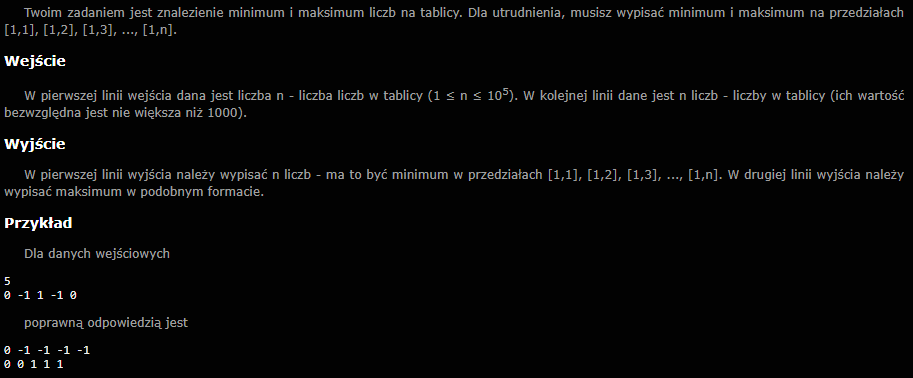 Twoim zadaniem jest znalezienie minimum i maksimum liczb na tablicy. Dla utrudnienia, musisz wypisać minimum i maksimum na przedziałach
[1,1], [1,2], [1,3], ..., [1,n].
Wejście
W pierwszej linii wejścia dana jest liczba n - liczba liczb w tablicy (1 ≤ n ≤ 10⁵). W kolejnej linii dane jest n liczb - liczby w tablicy (ich wartość
bezwzględna jest nie większa niż 1000).
Wyjście
W pierwszej linii wyjścia należy wypisać n liczb - ma to być minimum w przedziałach [1,1], [1,2], [1,3], ..., [1,n]. W drugiej linii wyjścia należy
wypisać maksimum w podobnym formacie.
Przykład
Dla danych wejściowych
5
0 -1 1 -1 0
poprawną odpowiedzią jest
0 -1 -1 -1 -1
0 0 1 1 1